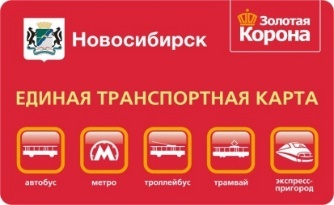 Новосибирск
Золотая
Корона
ЕДИНАЯ ТРАНСПОРТНАЯ КАРТА
автобус
метро
троллейбус
трамвай
экспресс-
пригород